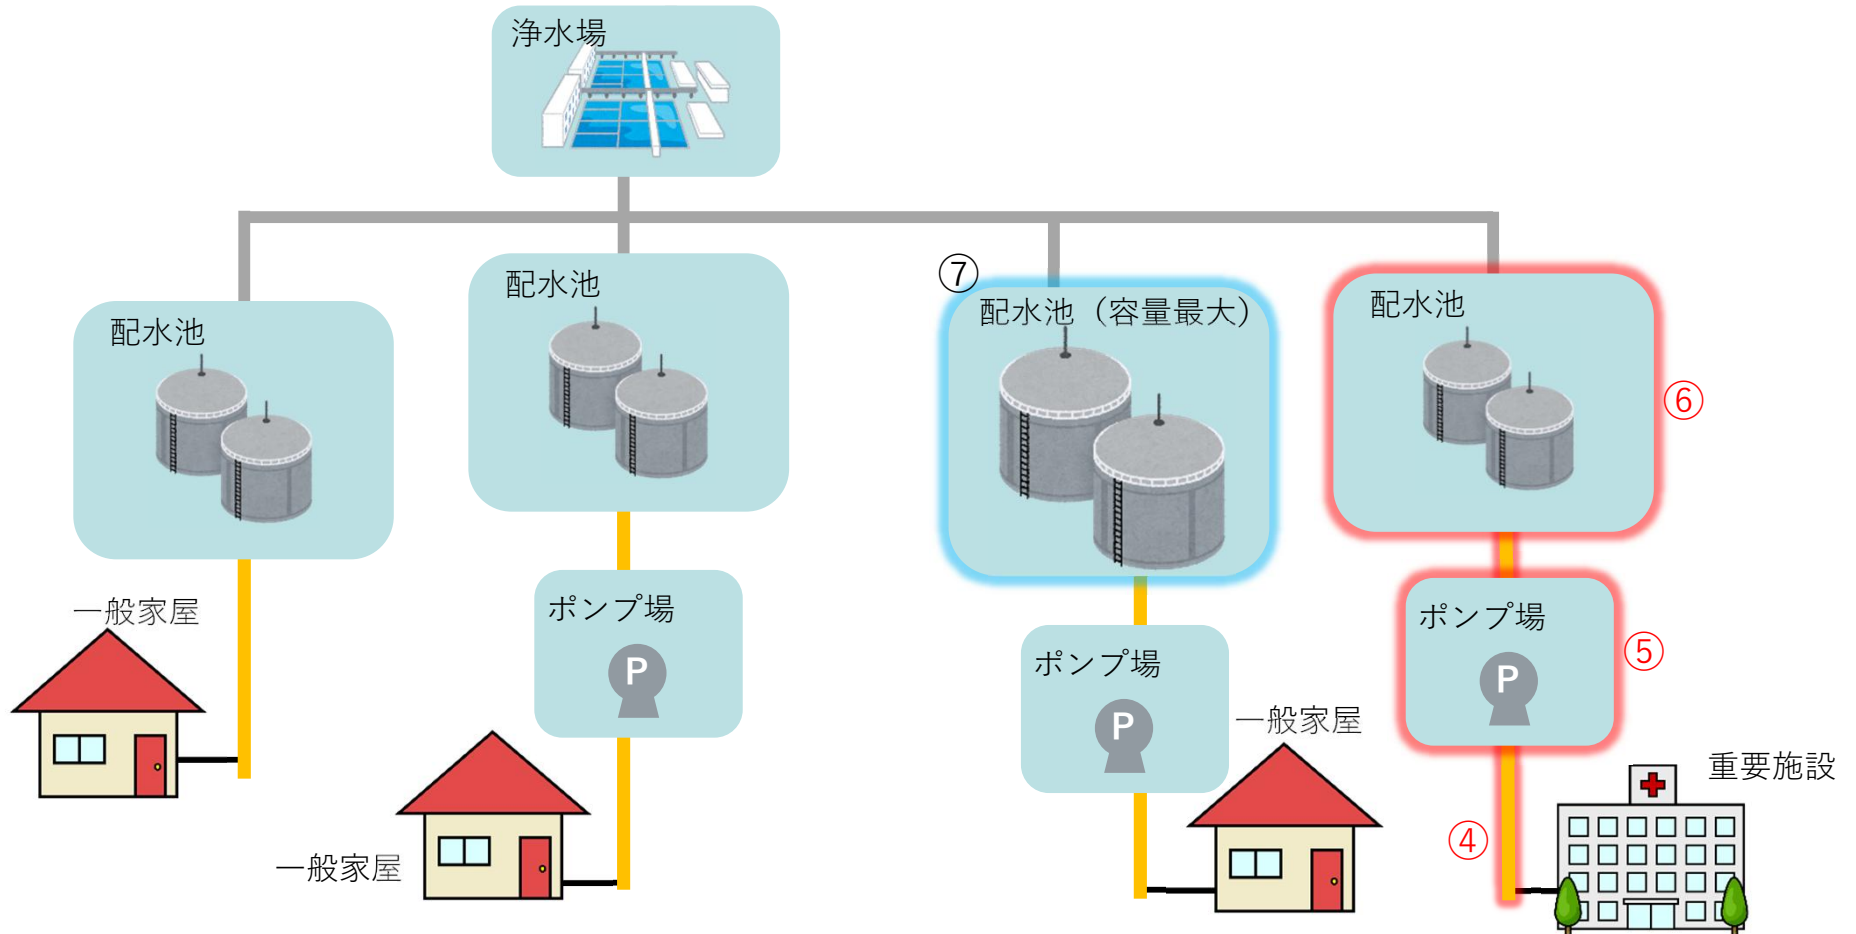 浄水場
配水池
配水池
⑦
配水池（容量最大）
配水池
⑥
一般家屋
ポンプ場
P
ポンプ場
P
ポンプ場
P
⑤
一般家屋
一般家屋
④
重要施設